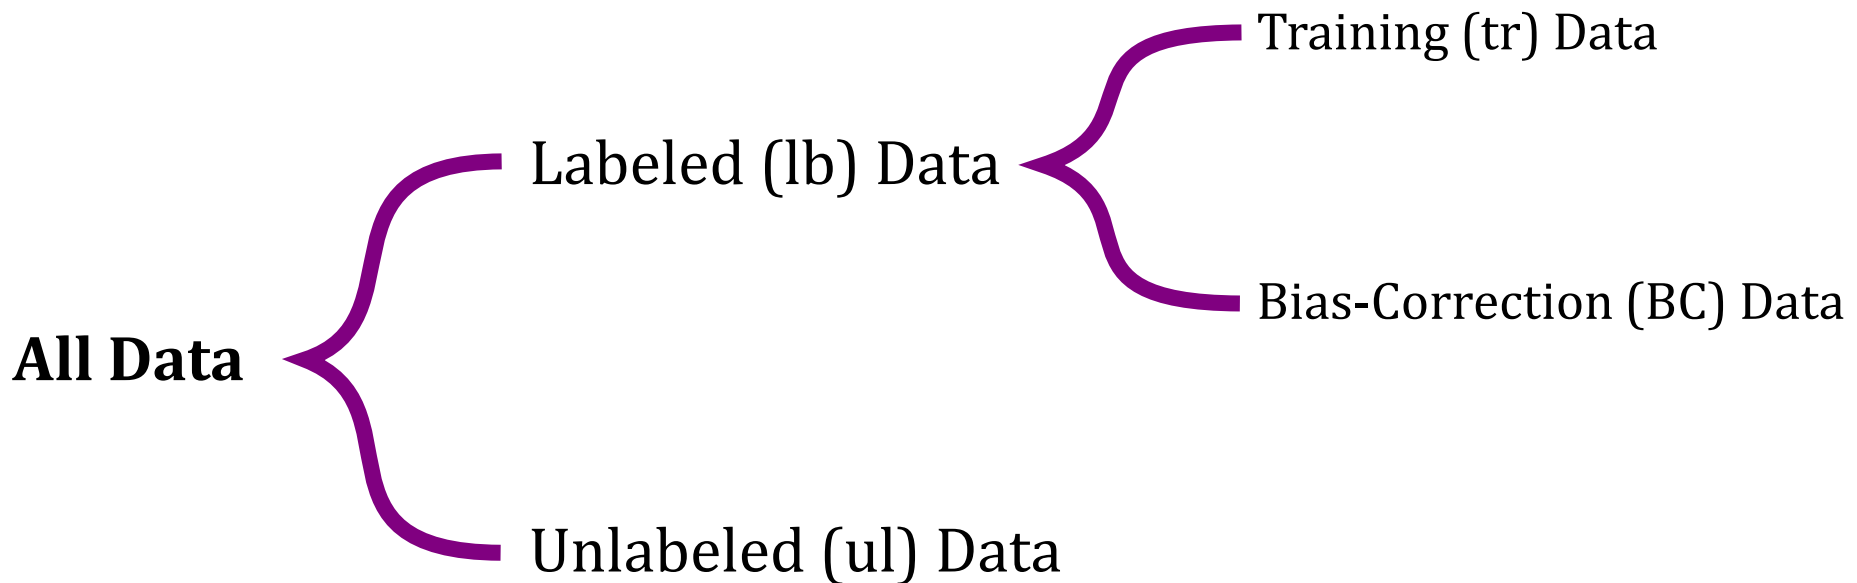 Training (tr) Data
Labeled (lb) Data
Bias-Correction (BC) Data
All Data
Unlabeled (ul) Data